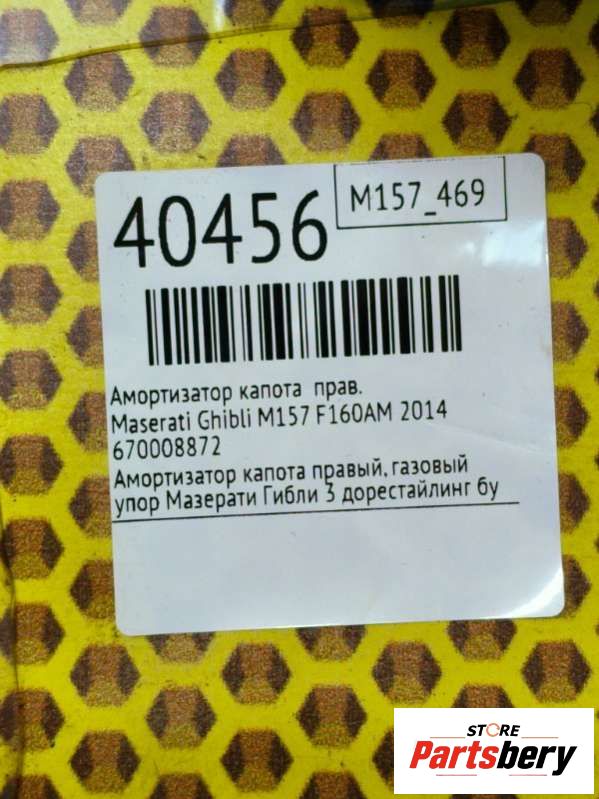 40456
M157_469
Амортизатор капота прав.
Maserati Ghibli M157 F160AM 2014
670008872
Амортизатор капота правый, газовый
упор Мазерати Гибли 3 дорестайлинг бу
STORE
Partsbery